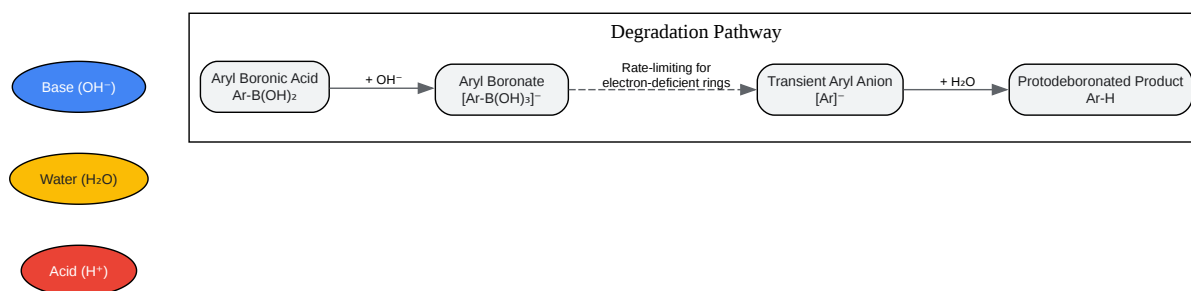 Degradation Pathway
Base (OH⁻)
Aryl Boronic Acid
Ar-B(OH)₂
+ OH⁻
Aryl Boronate
[Ar-B(OH)₃]⁻
Rate-limiting for
electron-deficient rings
Transient Aryl Anion
[Ar]⁻
+ H₂O
Protodeboronated Product
Ar-H
Water (H₂O)
Acid (H⁺)